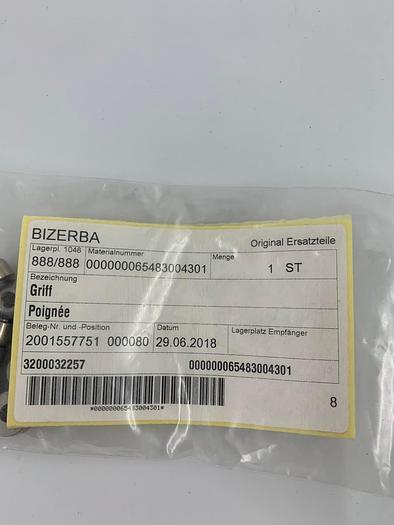 BIZERBA Original Ersatzteile
Lagerpl. 1048 Materialnummer Menge
888/888 000000065483004301 1 ST
Bezeichnung
Griff
Poignée
Beleg-Nr. und -Position Datum Lagerplatz Empfänger
2001557751 000080 29.06.2018
3200032257 000000065483004301
*000000065483004301*
8